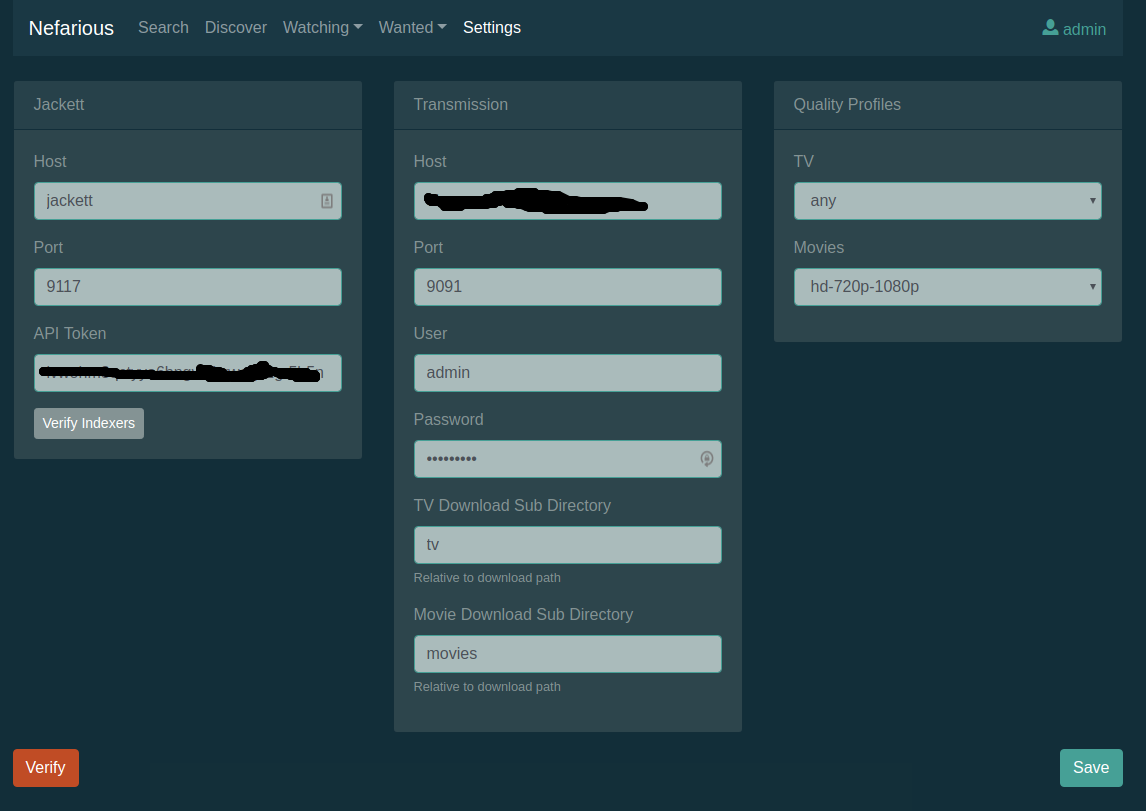 Nefarious Search Discover Watching Wanted Settings admin
Jackett
Host
jackett
Port
9117
API Token
Verify Indexers
Transmission
Host
Port
9091
User
admin
Password
•••••••••
TV Download Sub Directory
tv
Relative to download path
Movie Download Sub Directory
movies
Relative to download path
Quality Profiles
TV
any
Movies
hd-720p-1080p
Verify
Save